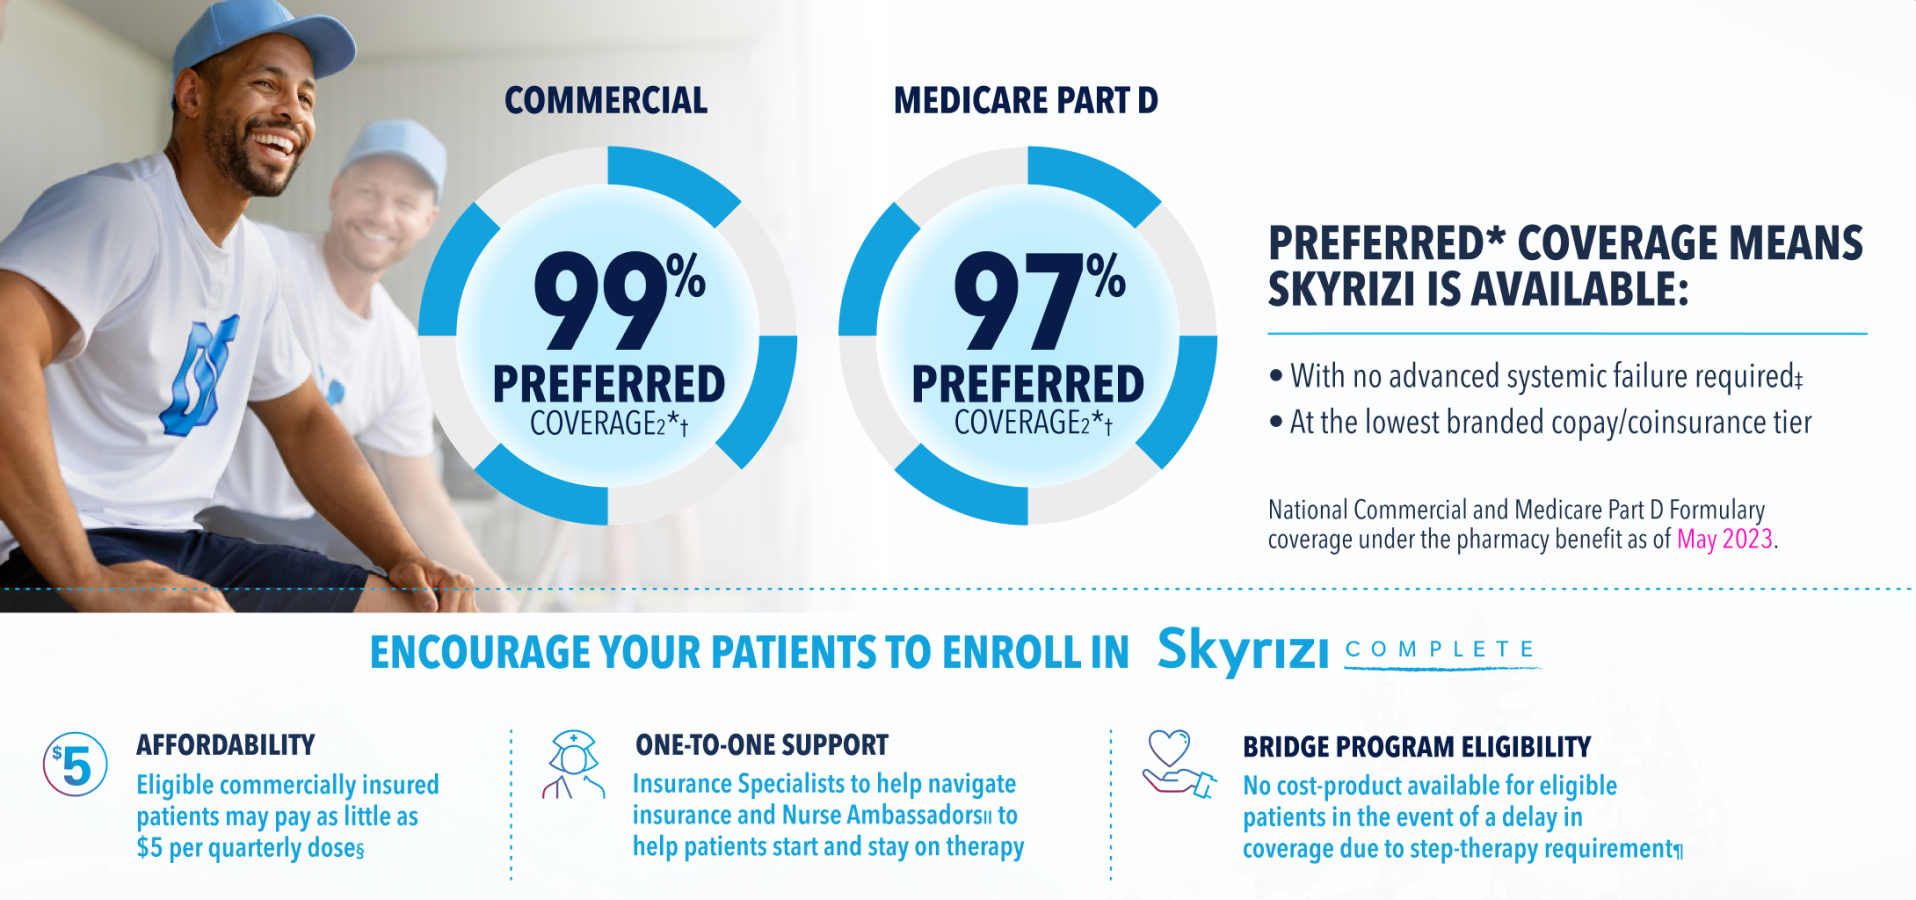 COMMERCIAL
99%
PREFERRED
COVERAGE2*†
MEDICARE PART D
97%
PREFERRED
COVERAGE2*†
PREFERRED* COVERAGE MEANS
SKYRIZI IS AVAILABLE:
• With no advanced systemic failure required‡
• At the lowest branded copay/coinsurance tier
National Commercial and Medicare Part D Formulary
coverage under the pharmacy benefit as of May 2023.
ENCOURAGE YOUR PATIENTS TO ENROLL IN Skyrizi COMPLETE
$5
AFFORDABILITY
Eligible commercially insured
patients may pay as little as
$5 per quarterly dose§
ONE-TO-ONE SUPPORT
Insurance Specialists to help navigate
insurance and Nurse Ambassadors|| to
help patients start and stay on therapy
BRIDGE PROGRAM ELIGIBILITY
No cost-product available for eligible
patients in the event of a delay in
coverage due to step-therapy requirement¶